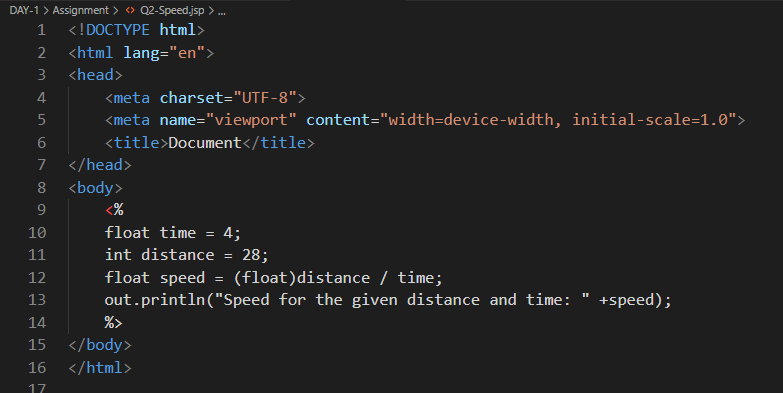 DAY-1 > Assignment > <> Q2-Speed.jsp > ...
1 <!DOCTYPE html>
2 <html lang="en">
3 <head>
4     <meta charset="UTF-8">
5     <meta name="viewport" content="width=device-width, initial-scale=1.0">
6     <title>Document</title>
7 </head>
8 <body>
9     <%
10     float time = 4;
11     int distance = 28;
12     float speed = (float)distance / time;
13     out.println("Speed for the given distance and time: " +speed);
14     %>
15 </body>
16 </html>
17